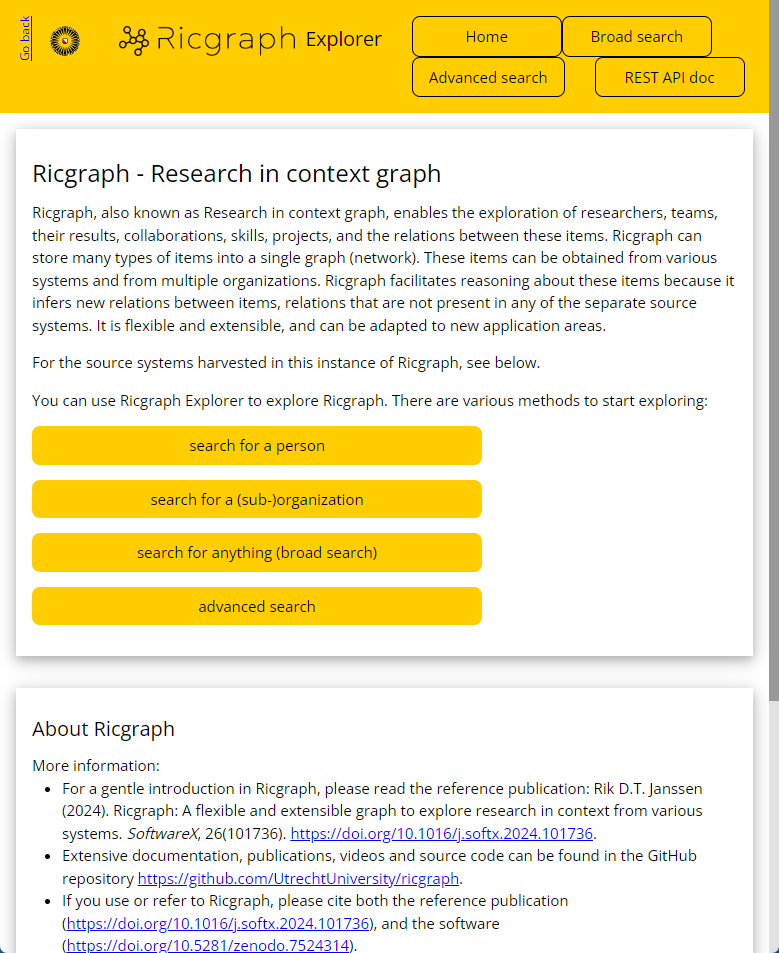 Go back
Ricgraph Explorer
Home
Broad search
Advanced search
REST API doc
Ricgraph - Research in context graph
Ricgraph, also known as Research in context graph, enables the exploration of researchers, teams,
their results, collaborations, skills, projects, and the relations between these items. Ricgraph can
store many types of items into a single graph (network). These items can be obtained from various
systems and from multiple organizations. Ricgraph facilitates reasoning about these items because it
infers new relations between items, relations that are not present in any of the separate source
systems. It is flexible and extensible, and can be adapted to new application areas.
For the source systems harvested in this instance of Ricgraph, see below.
You can use Ricgraph Explorer to explore Ricgraph. There are various methods to start exploring:
search for a person
search for a (sub-)organization
search for anything (broad search)
advanced search
About Ricgraph
More information:
• For a gentle introduction in Ricgraph, please read the reference publication: Rik D.T. Janssen
(2024). Ricgraph: A flexible and extensible graph to explore research in context from various
systems. SoftwareX, 26(101736). https://doi.org/10.1016/j.softx.2024.101736.
• Extensive documentation, publications, videos and source code can be found in the GitHub
repository https://github.com/UtrechtUniversity/ricgraph.
• If you use or refer to Ricgraph, please cite both the reference publication
(https://doi.org/10.1016/j.softx.2024.101736), and the software
(https://doi.org/10.5281/zenodo.7524314).